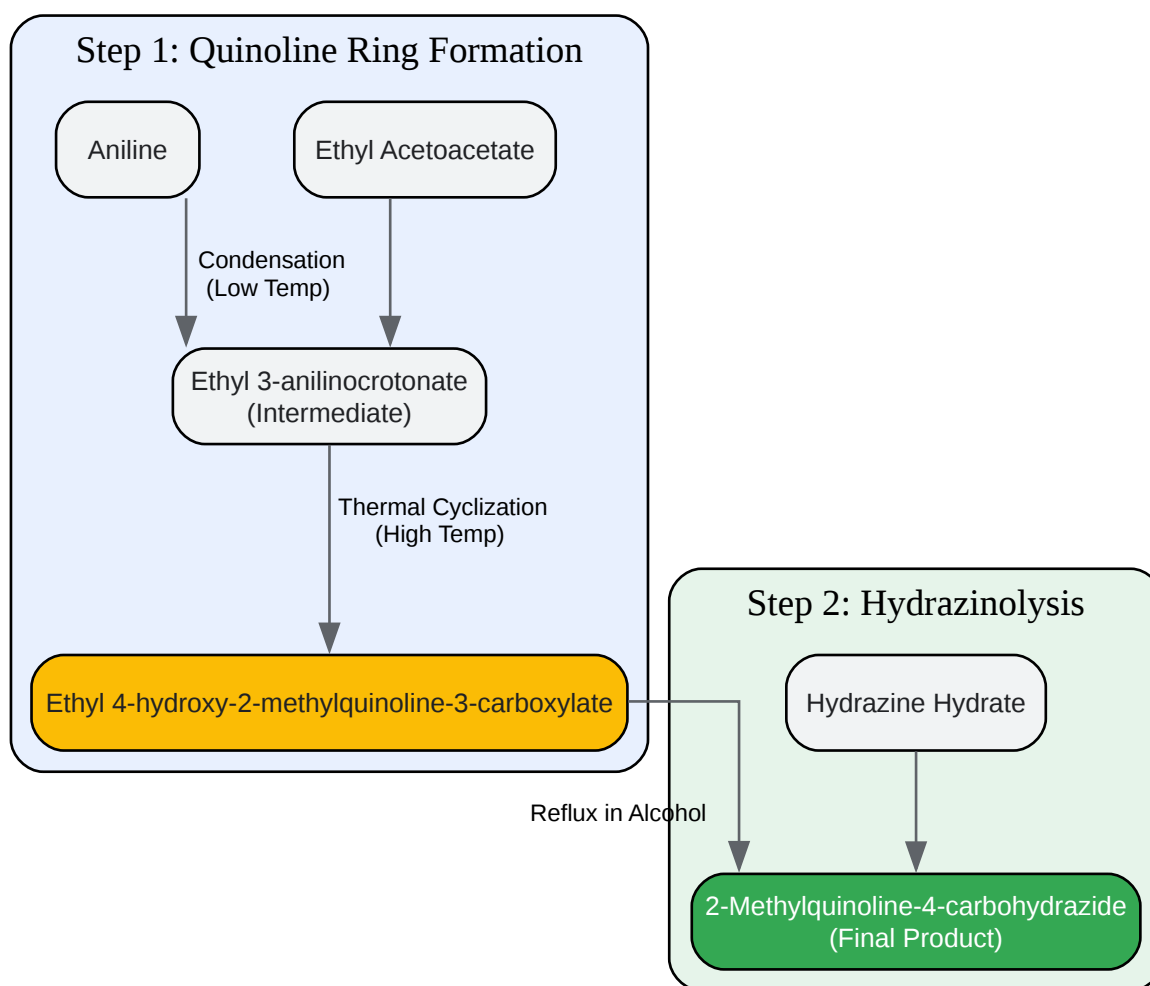 Step 1: Quinoline Ring Formation
Aniline
Ethyl Acetoacetate
Condensation
(Low Temp)
Ethyl 3-anilinocrotonate
(Intermediate)
Thermal Cyclization
(High Temp)
Ethyl 4-hydroxy-2-methylquinoline-3-carboxylate
Step 2: Hydrazinolysis
Hydrazine Hydrate
Reflux in Alcohol
2-Methylquinoline-4-carbohydrazide
(Final Product)